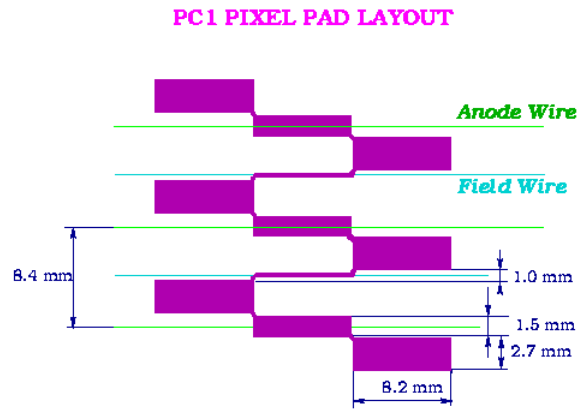 PC1 PIXEL PAD LAYOUT
Anode Wire
Field Wire
8.4 mm
1.0 mm
1.5 mm
2.7 mm
8.2 mm